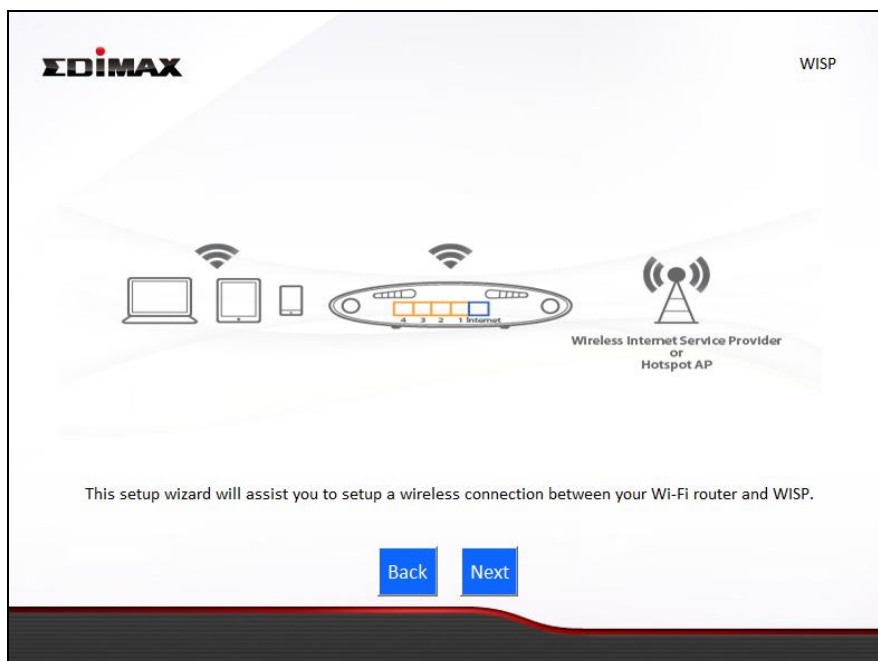 EDIMAX
WISP
4 3 2 1 Internet
Wireless Internet Service Provider
or
Hotspot AP
This setup wizard will assist you to setup a wireless connection between your Wi-Fi router and WISP.
Back Next